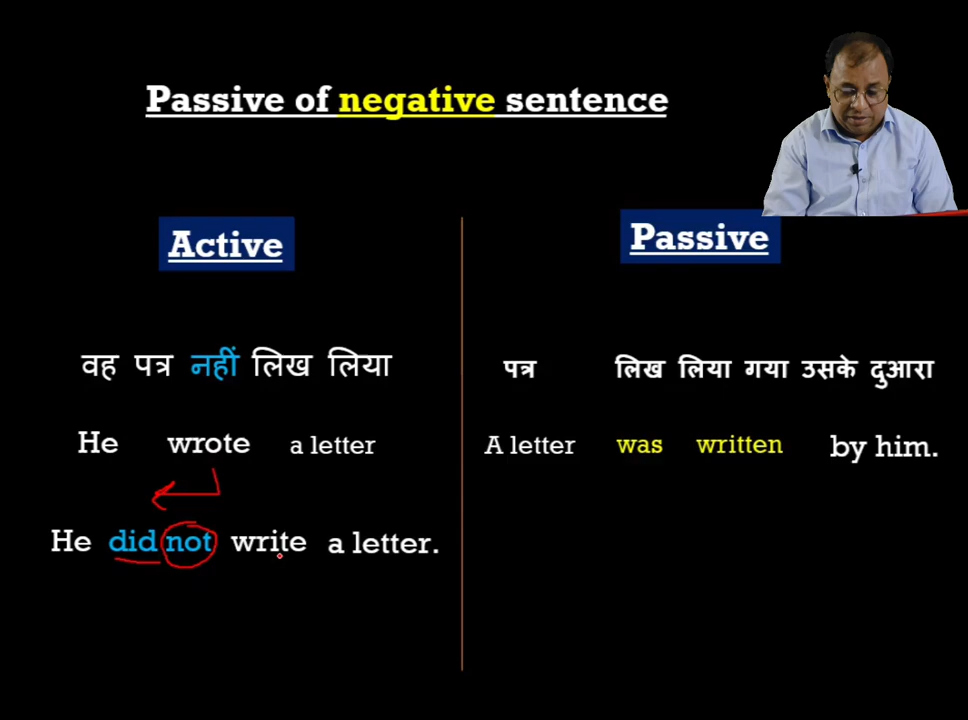 Passive of negative sentence
Active
Passive
वह पत्र नहीं लिख लिया
पत्र लिख लिया गया उसके दुआरा
He wrote a letter
A letter was written by him.
He did not write a letter.